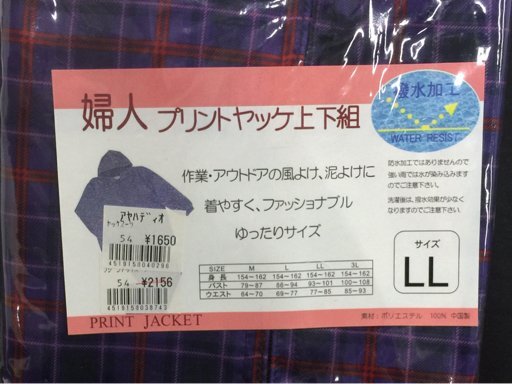 婦人 プリントヤッケ上下組
撥水加工
WATER RESIST
作業・アウトドアの風よけ、泥よけに
着やすく、ファッショナブル
ゆったりサイズ
防水加工ではありませんので
強い雨では水が染み込みます
のでご注意下さい。
洗濯後は、撥水効果が少なく
なりますのでご注意下さい。
アヤハディオ
54 ¥1650
4519158040296
54 ¥2156
4519158038743
SIZE M L LL 3L
身長 154〜162 154〜162 154〜162 154〜162
バスト 79〜87 86〜94 93〜101 100〜108
ウエスト 64〜70 69〜77 77〜85 85〜93
サイズ
LL
PRINT JACKET
素材:ポリエステル 100% 中国製